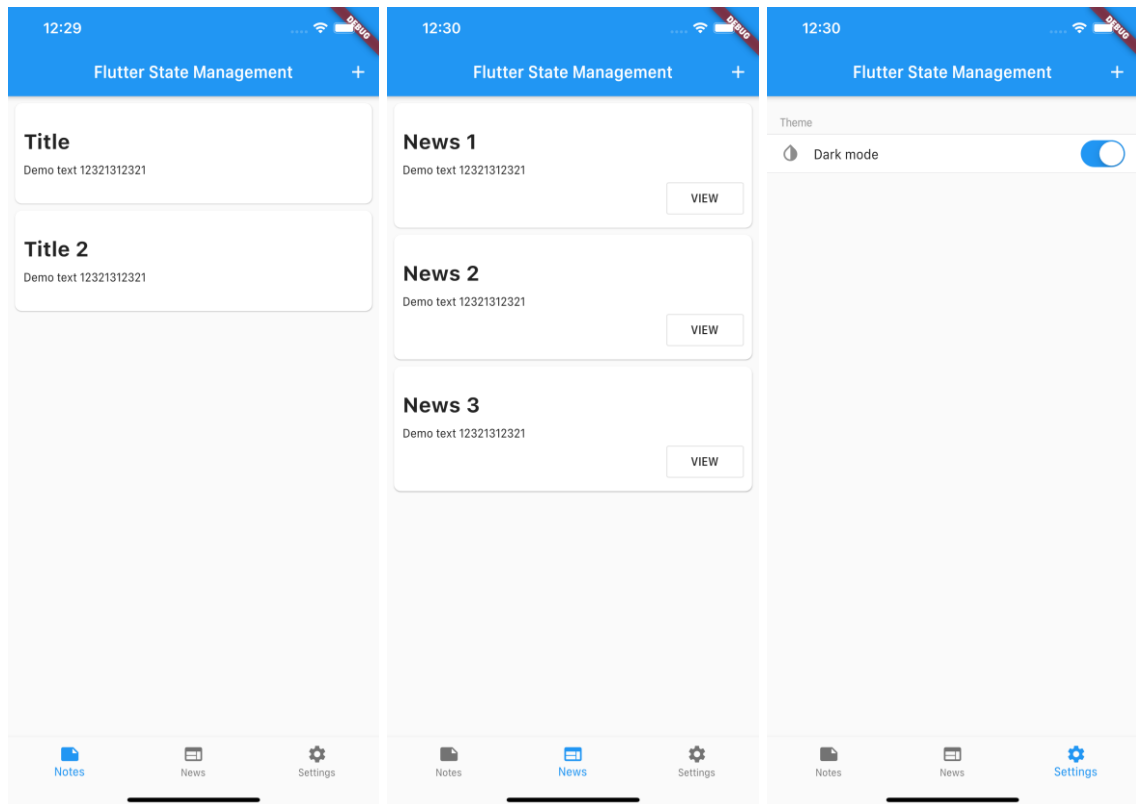 12:29
DEBUG
Flutter State Management +
Title
Demo text 12321312321
Title 2
Demo text 12321312321
Notes News Settings
12:30
DEBUG
Flutter State Management +
News 1
Demo text 12321312321
VIEW
News 2
Demo text 12321312321
VIEW
News 3
Demo text 12321312321
VIEW
Notes News Settings
12:30
DEBUG
Flutter State Management +
Theme
Dark mode
Notes News Settings